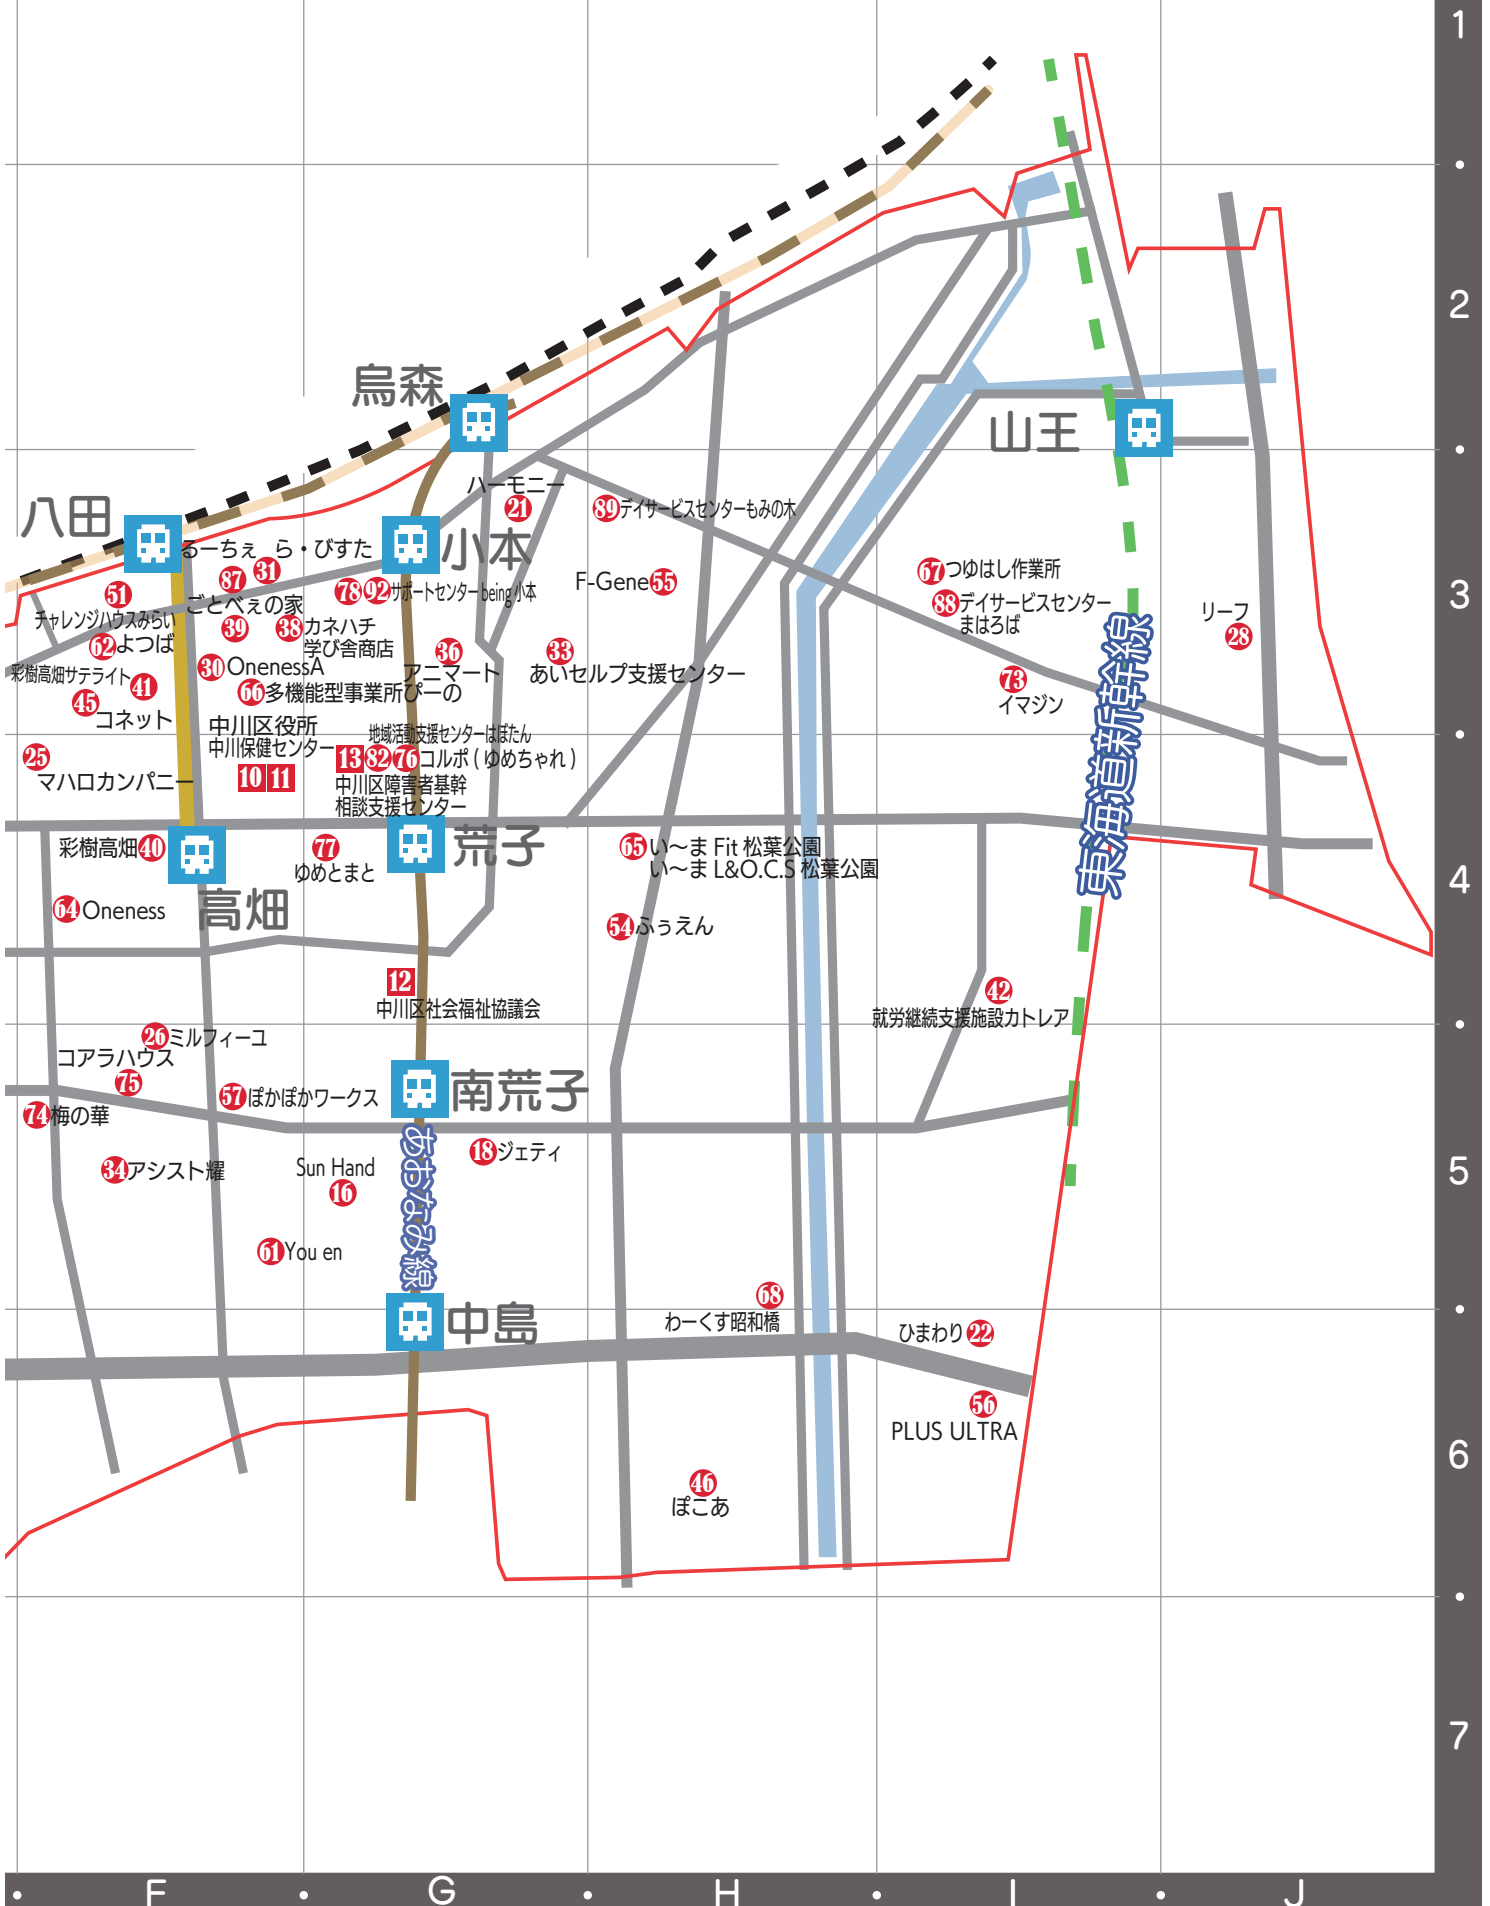 1
2
烏森
山王
ハーモニー
21
89 デイサービスセンターもみの木
八田
小本
るーちぇ
ら・びすた
87
31
F-Gene 55
67 つゆはし作業所
51
チャレンジハウスみらい
ごとべぇの家
78 92 サポートセンター being 小本
88 デイサービスセンター
まはろば
リーフ
28
3
39
38 カネハチ
学び舎商店
62 よつば
36
アニマート
33
あいセルプ支援センター
30 OnenessA
彩樹高畑サテライト 41
66 多機能型事業所ぴーの
73
イマジン
45
コネット
東海道新幹線
中川区役所
中川保健センター
10 11
地域活動支援センターはぼたん
13 82 76 コルポ ( ゆめちゃれ )
中川区障害者基幹
相談支援センター
25
マハロカンパニー
彩樹高畑 40
77
ゆめとまと
荒子
65 い〜ま Fit 松葉公園
い〜ま L&O.C.S 松葉公園
4
64 Oneness
高畑
54 ふぅえん
12
中川区社会福祉協議会
42
就労継続支援施設カトレア
26 ミルフィーユ
コアラハウス
75
57 ぽかぽかワークス
南荒子
74 梅の華
あおなみ線
18 ジェティ
34 アシスト耀
Sun Hand
16
5
61 You en
68
わーくす昭和橋
中島
ひまわり 22
56
PLUS ULTRA
46
ぽこあ
6
7
F
G
H
I
J